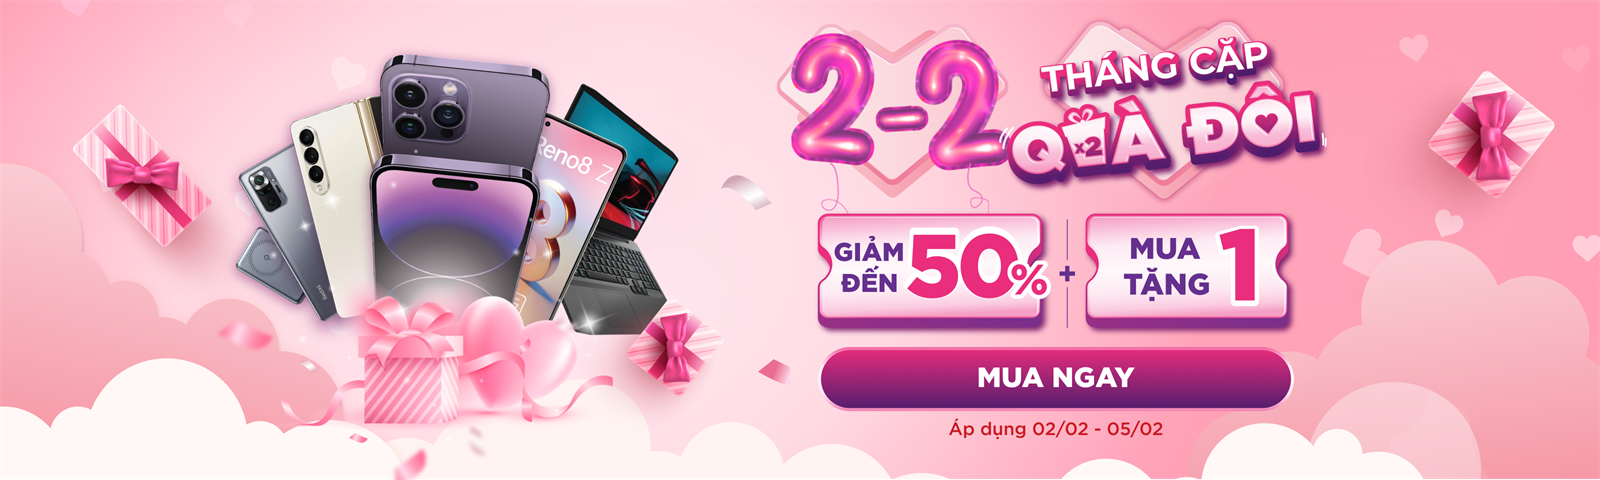 2-2
THÁNG CẶP
QUÀ ĐÔI
x2
GIẢM
ĐẾN
50%
+
MUA
TẶNG
1
MUA NGAY
Áp dụng 02/02 - 05/02
Reno8 Z